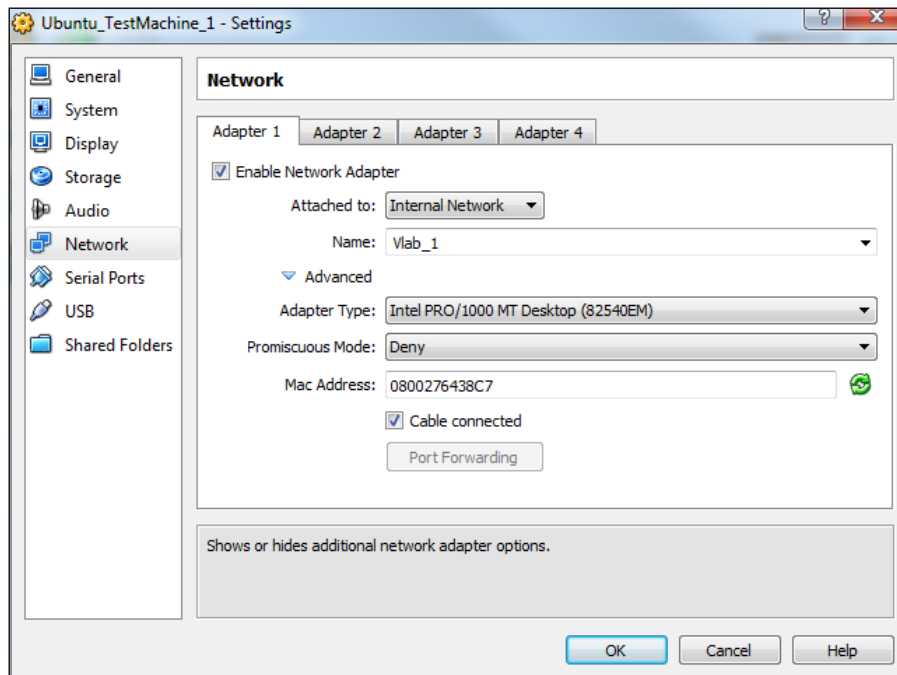 Ubuntu_TestMachine_1 - Settings
?
X
General
System
Display
Storage
Audio
Network
Serial Ports
USB
Shared Folders
Network
Adapter 1 Adapter 2 Adapter 3 Adapter 4
Enable Network Adapter
Attached to: Internal Network
Name: Vlab_1
Advanced
Adapter Type: Intel PRO/1000 MT Desktop (82540EM)
Promiscuous Mode: Deny
Mac Address: 0800276438C7
Cable connected
Port Forwarding
Shows or hides additional network adapter options.
OK Cancel Help